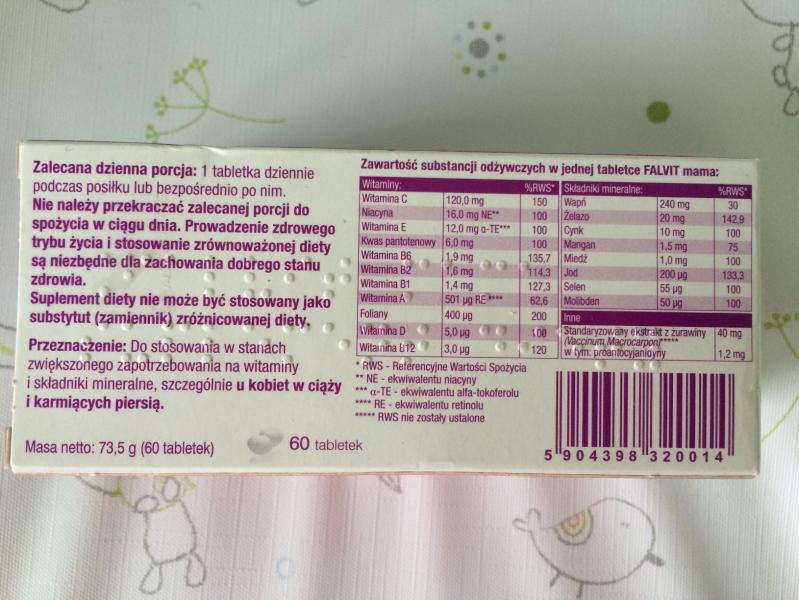 Zalecana dzienna porcja: 1 tabletka dziennie
podczas posiłku lub bezpośrednio po nim.
Nie należy przekraczać zalecanej porcji do
spożycia w ciągu dnia. Prowadzenie zdrowego
trybu życia i stosowanie zrównoważonej diety
są niezbędne dla zachowania dobrego stanu
zdrowia.
Suplement diety nie może być stosowany jako
substytut (zamiennik) zróżnicowanej diety.
Przeznaczenie: Do stosowania w stanach
zwiększonego zapotrzebowania na witaminy
i składniki mineralne, szczególnie u kobiet w ciąży
i karmiących piersią.
Masa netto: 73,5 g (60 tabletek)
60 tabletek
Zawartość substancji odżywczych w jednej tabletce FALVIT mama:
Witaminy: %RWS*
Witamina C 120,0 mg 150
Niacyna 16,0 mg NE** 100
Witamina E 12,0 mg α-TE*** 100
Kwas pantotenowy 6,0 mg 100
Witamina B6 1,9 mg 135,7
Witamina B2 1,6 mg 114,3
Witamina B1 1,4 mg 127,3
Witamina A 501 µg RE**** 62,6
Foliany 400 µg 200
Witamina D 5,0 µg 100
Witamina B12 3,0 µg 120
Składniki mineralne: %RWS*
Wapń 240 mg 30
Żelazo 20 mg 142,9
Cynk 10 mg 100
Mangan 1,5 mg 75
Miedź 1,0 mg 100
Jod 200 µg 133,3
Selen 55 µg 100
Molibden 50 µg 100
Inne
Standaryzowany ekstrakt z żurawiny 40 mg
(Vaccinum Macrocarpon)*****
w tym: proantocyjanidyny 1,2 mg
* RWS - Referencyjne Wartości Spożycia
** NE - ekwiwalentu niacyny
*** α-TE - ekwiwalentu alfa-tokoferolu
**** RE - ekwiwalentu retinolu
***** RWS nie zostały ustalone
5 904398 320014